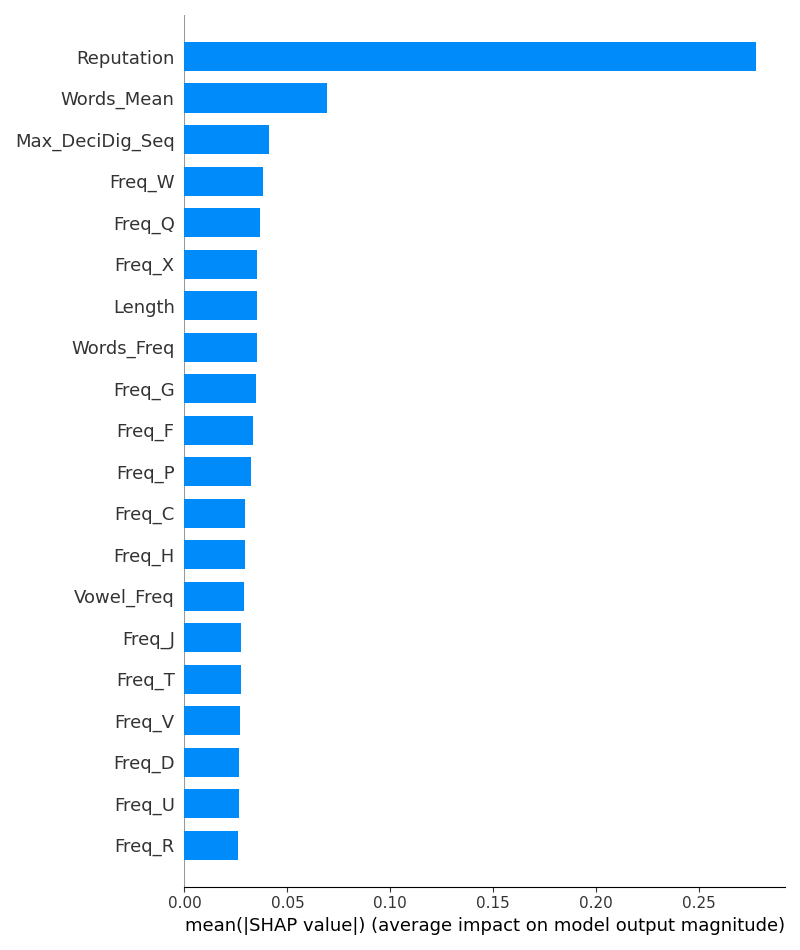 Reputation
Words_Mean
Max_DeciDig_Seq
Freq_W
Freq_Q
Freq_X
Length
Words_Freq
Freq_G
Freq_F
Freq_P
Freq_C
Freq_H
Vowel_Freq
Freq_J
Freq_T
Freq_V
Freq_D
Freq_U
Freq_R
0.00 0.05 0.10 0.15 0.20 0.25
mean(|SHAP value|) (average impact on model output magnitude)